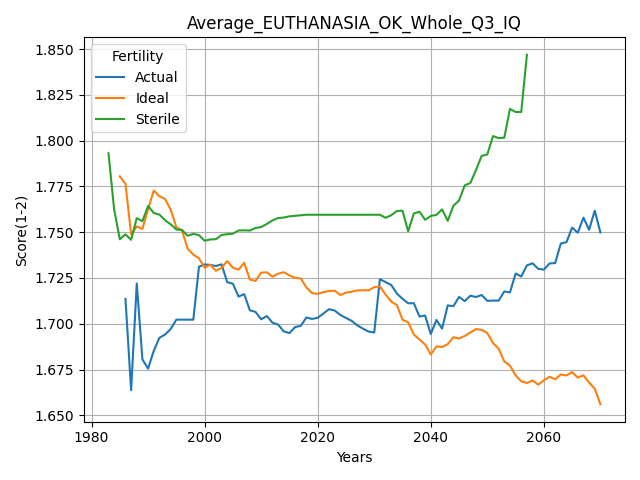 Average_EUTHANASIA_OK_Whole_Q3_IQ
Fertility
Actual
Ideal
Sterile
Score(1-2)
1.850
1.825
1.800
1.775
1.750
1.725
1.700
1.675
1.650
1980
2000
2020
2040
2060
Years